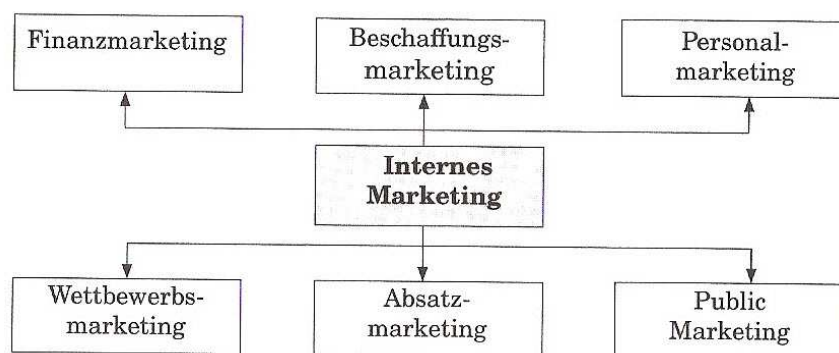 Finanzmarketing
Beschaffungs-
marketing
Personal-
marketing
Internes
Marketing
Wettbewerbs-
marketing
Absatz-
marketing
Public
Marketing